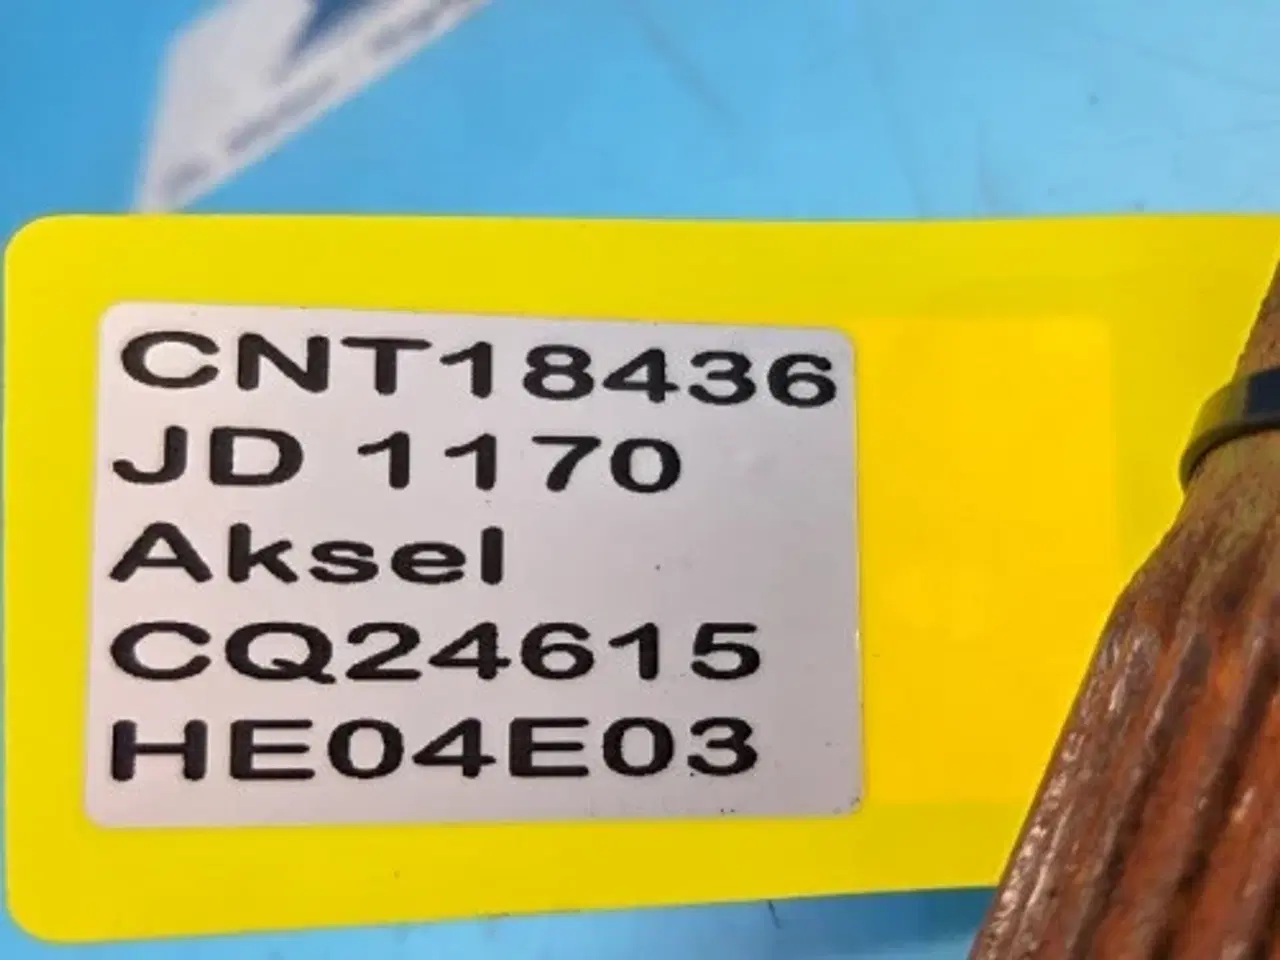 CNT18436
JD 1170
Aksel
CQ24615
HE04E03